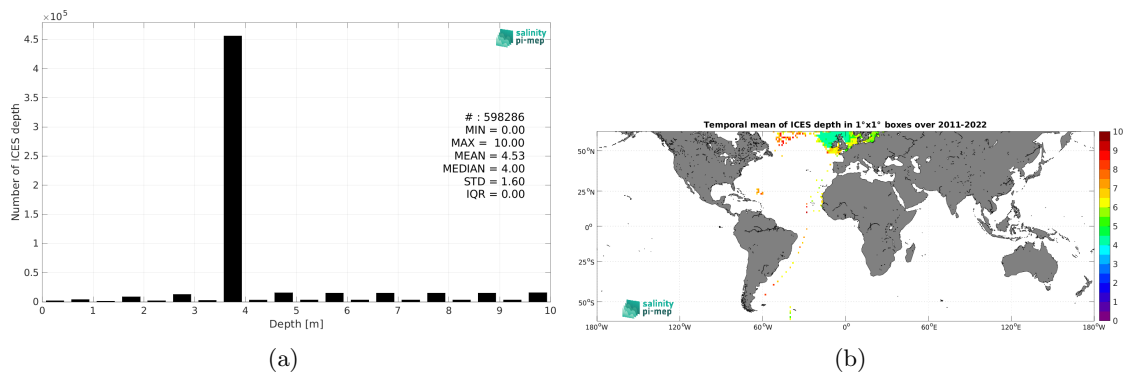 ×10⁵
4.5
4
3.5
3
2.5
2
1.5
1
0.5
0
Number of ICES depth
salinity
pi-mep
# : 598286
MIN = 0.00
MAX = 10.00
MEAN = 4.53
MEDIAN = 4.00
STD = 1.60
IQR = 0.00
0 1 2 3 4 5 6 7 8 9 10
Depth [m]
(a)
Temporal mean of ICES depth in 1°x1° boxes over 2011-2022
50°N
25°N
0°
25°S
50°S
salinity
pi-mep
180°W 120°W 60°W 0° 60°E 120°E 180°W
10
9
8
7
6
5
4
3
2
1
0
(b)